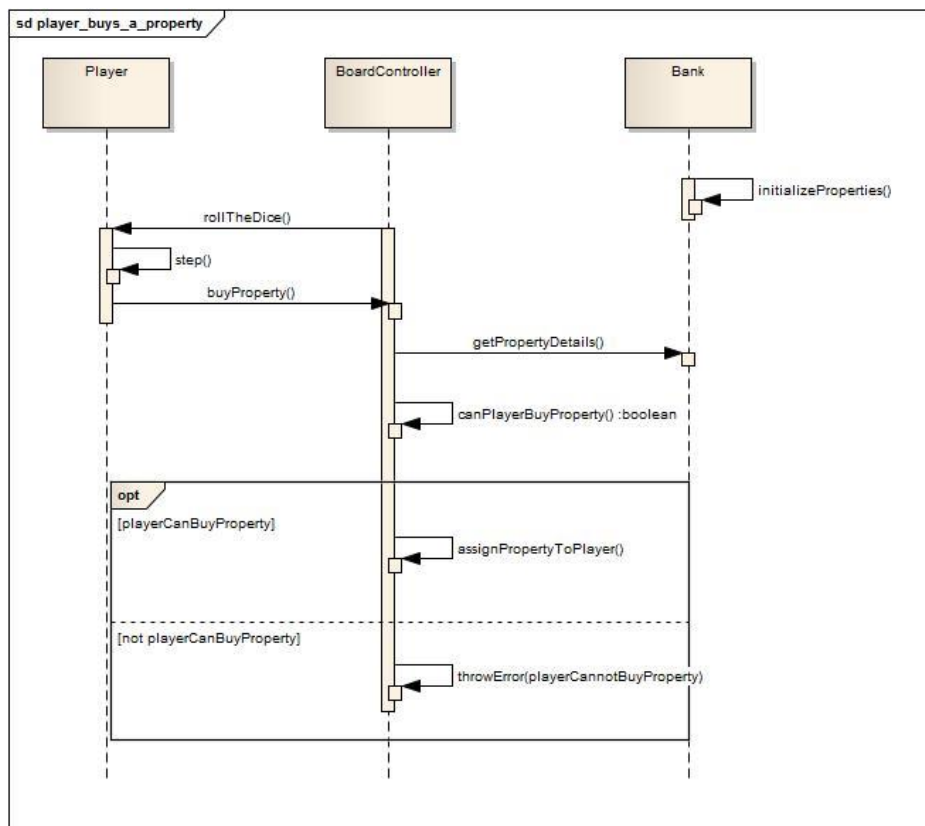 sd player_buys_a_property
Player
BoardController
Bank
initializeProperties()
rollTheDice()
step()
buyProperty()
getPropertyDetails()
canPlayerBuyProperty() :boolean
opt
[playerCanBuyProperty]
assignPropertyToPlayer()
[not playerCanBuyProperty]
throwError(playerCannotBuyProperty)